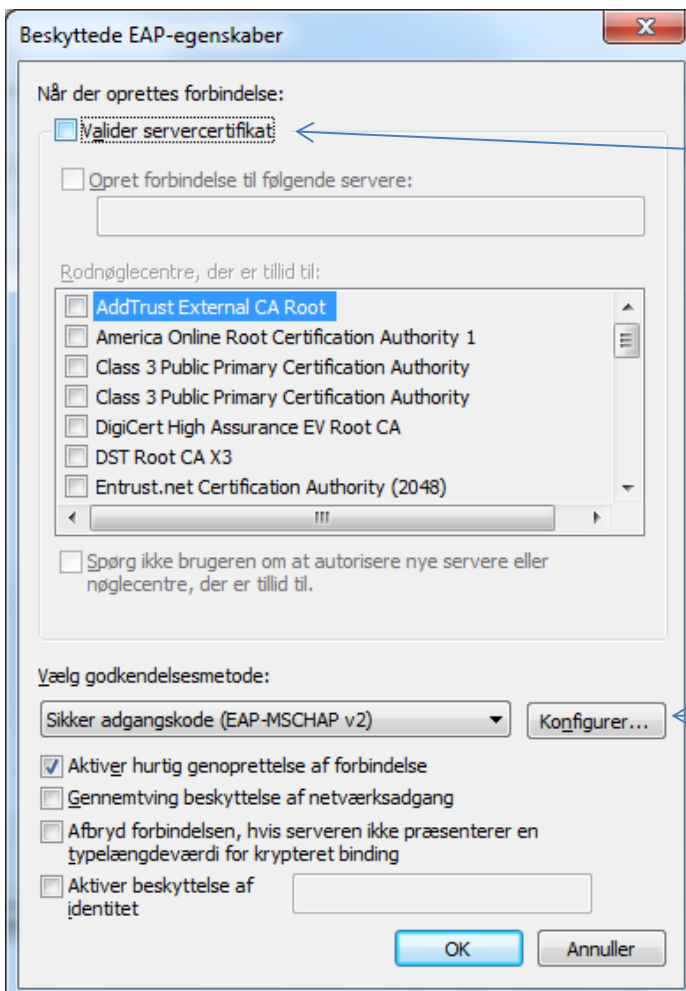 Beskyttede EAP-egenskaber
Når der oprettes forbindelse:
Valider servercertifikat
Opret forbindelse til følgende servere:
Rodnøglecentre, der er tillid til:
AddTrust External CA Root
America Online Root Certification Authority 1
Class 3 Public Primary Certification Authority
Class 3 Public Primary Certification Authority
DigiCert High Assurance EV Root CA
DST Root CA X3
Entrust.net Certification Authority (2048)
Spørg ikke brugeren om at autorisere nye servere eller
nøglecentre, der er tillid til.
Vælg godkendelsesmetode:
Sikker adgangskode (EAP-MSCHAP v2)
Konfigurer...
Aktiver hurtig genoprettelse af forbindelse
Gennemtving beskyttelse af netværksadgang
Afbryd forbindelsen, hvis serveren ikke præsenterer en
typelængdeværdi for krypteret binding
Aktiver beskyttelse af
identitet
OK
Annuller